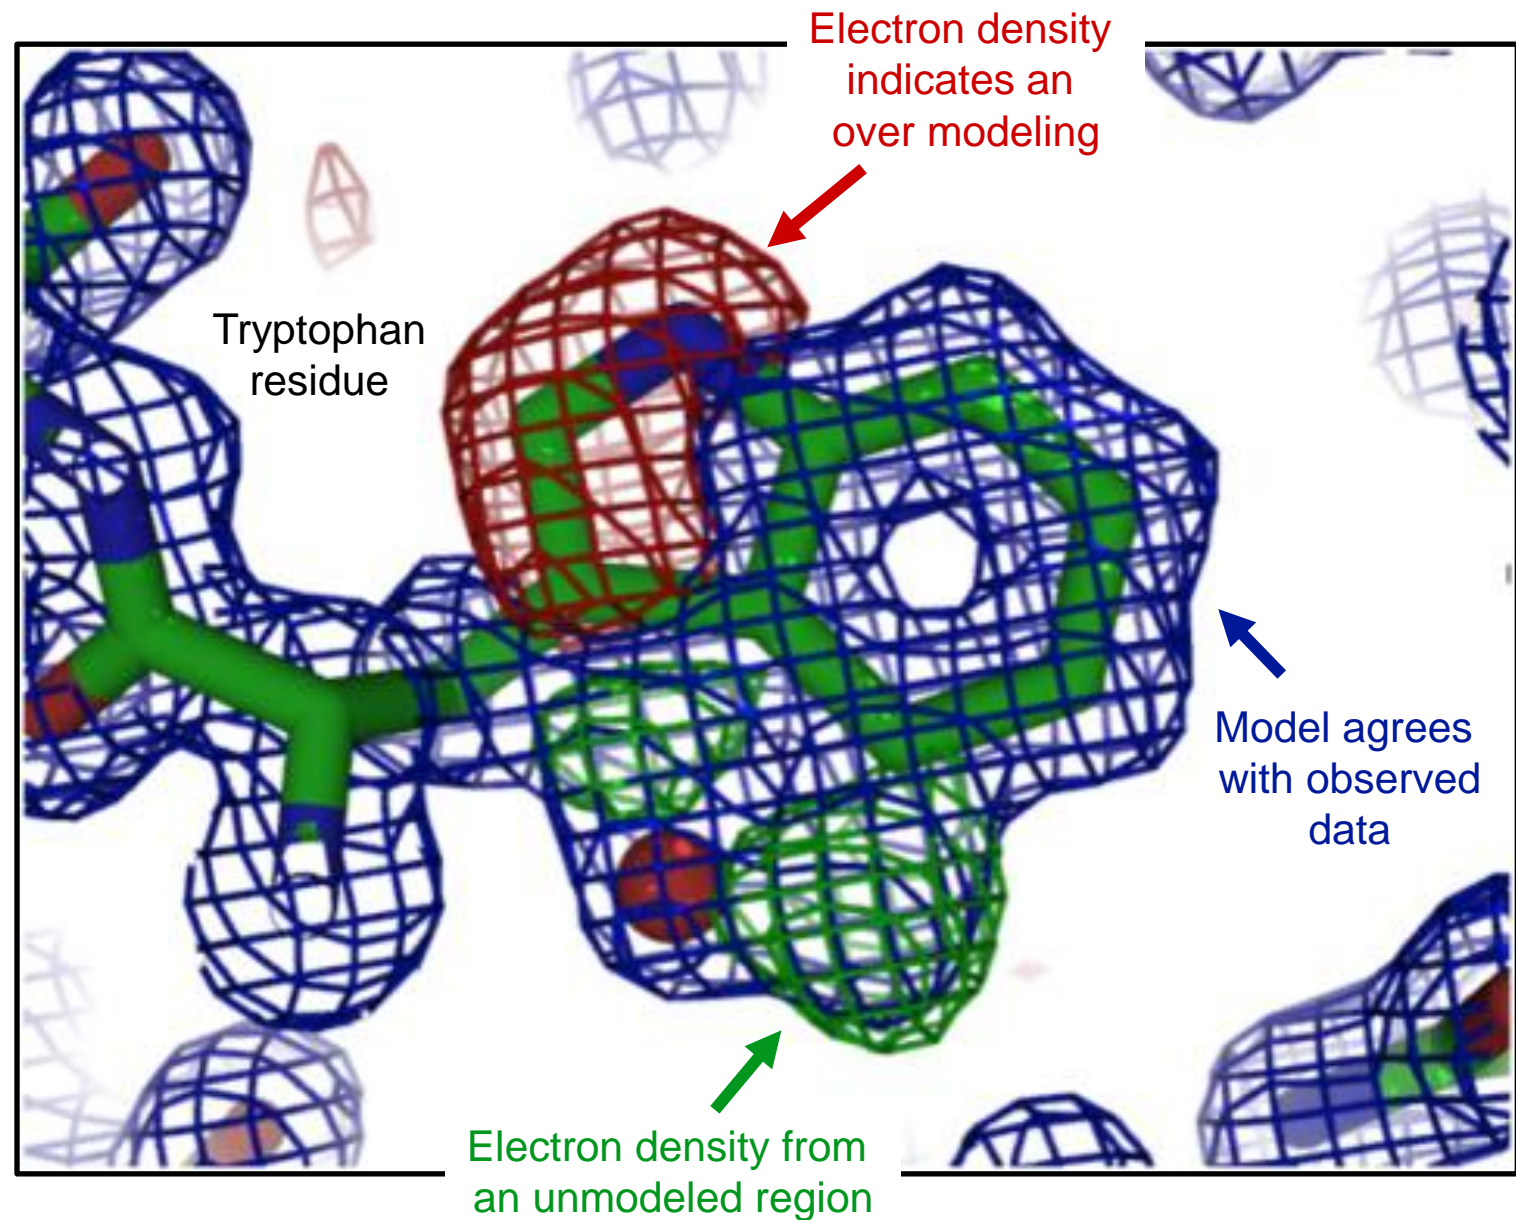 Electron density
indicates an
over modeling
Tryptophan
residue
Model agrees
with observed
data
Electron density from
an unmodeled region